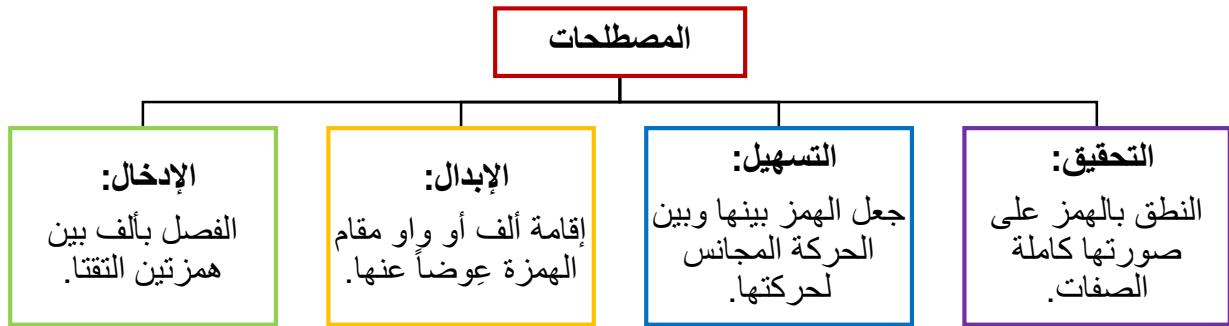 المصطلحات
التحقيق:
النطق بالهمز على
صورتها كاملة
الصفات.
التسهيل:
جعل الهمز بينها وبين
الحركة المجانس
لحركتها.
الإبدال:
إقامة ألف أو واو مقام
الهمزة عِوضاً عنها.
الإدخال:
الفصل بألف بين
همزتين التقتا.